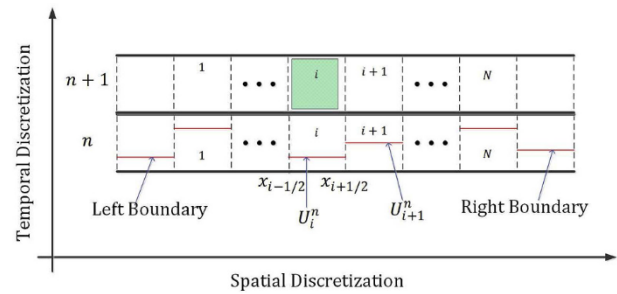 Temporal Discretization
n + 1
1
• • •
i
i + 1
• • •
N
n
1
• • •
i
i + 1
• • •
N
x_{i−1/2} x_{i+1/2}
Left Boundary
U_i^n
U_{i+1}^n
Right Boundary
Spatial Discretization